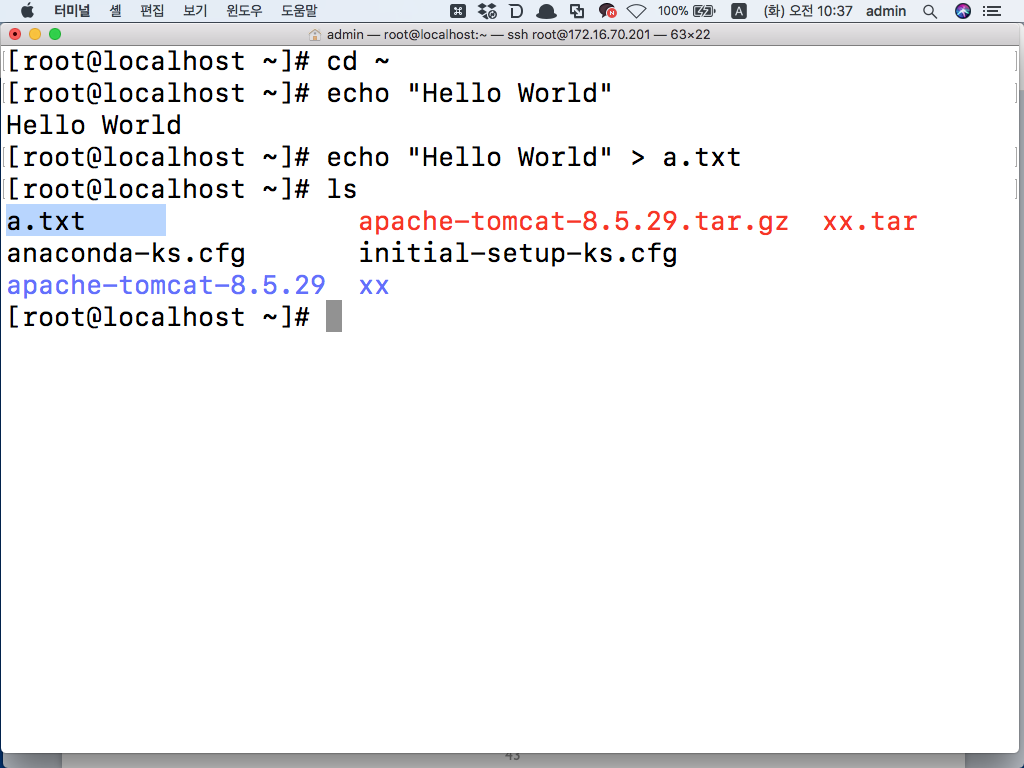 터미널 셸 편집 보기 윈도우 도움말 100% A (화) 오전 10:37 admin
admin — root@localhost:~ — ssh root@172.16.70.201 — 63×22
[root@localhost ~]# cd ~
[root@localhost ~]# echo "Hello World"
Hello World
[root@localhost ~]# echo "Hello World" > a.txt
[root@localhost ~]# ls
a.txt apache-tomcat-8.5.29.tar.gz xx.tar
anaconda-ks.cfg initial-setup-ks.cfg
apache-tomcat-8.5.29 xx
[root@localhost ~]#
43